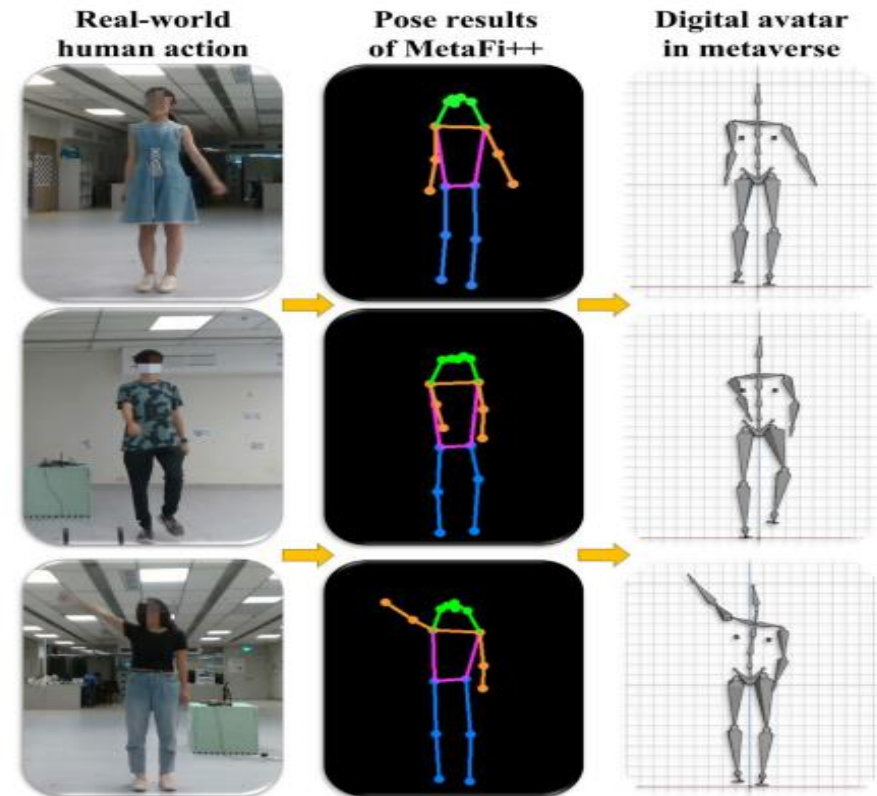 Real-world
human action
Pose results
of MetaFi++
Digital avatar
in metaverse